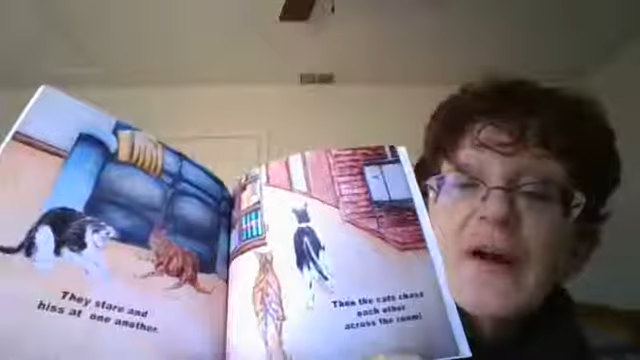 They stare and
hiss at one another.
Then the cats chase
each other
across the room!